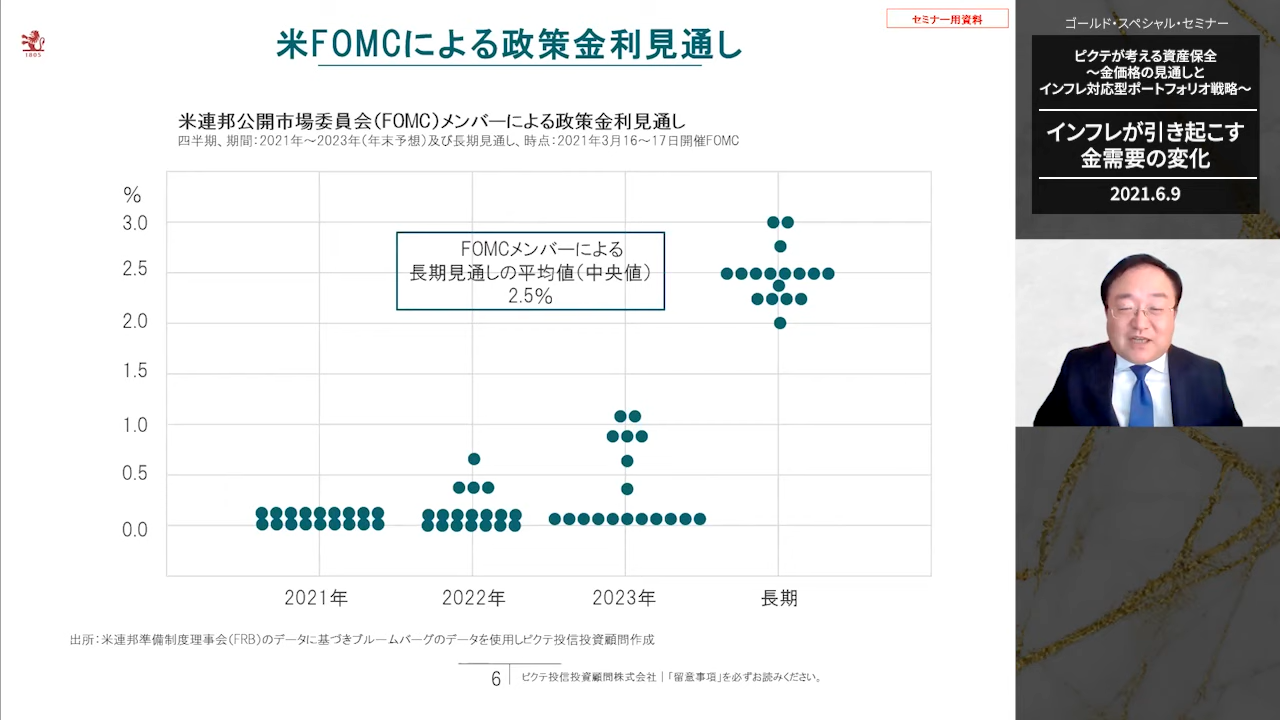 セミナー用資料
米FOMCによる政策金利見通し
1805
米連邦公開市場委員会(FOMC)メンバーによる政策金利見通し
四半期、期間:2021年~2023年(年末予想)及び長期見通し、時点:2021年3月16~17日開催FOMC
%
3.0
2.5
2.0
1.5
1.0
0.5
0.0
FOMCメンバーによる
長期見通しの平均値(中央値)
2.5%
2021年
2022年
2023年
長期
出所:米連邦準備制度理事会(FRB)のデータに基づきブルームバーグのデータを使用しピクテ投信投資顧問作成
6
ピクテ投信投資顧問株式会社|「留意事項」を必ずお読みください。
ゴールド・スペシャル・セミナー
ピクテが考える資産保全
~金価格の見通しと
インフレ対応型ポートフォリオ戦略~
インフレが引き起こす
金需要の変化
2021.6.9